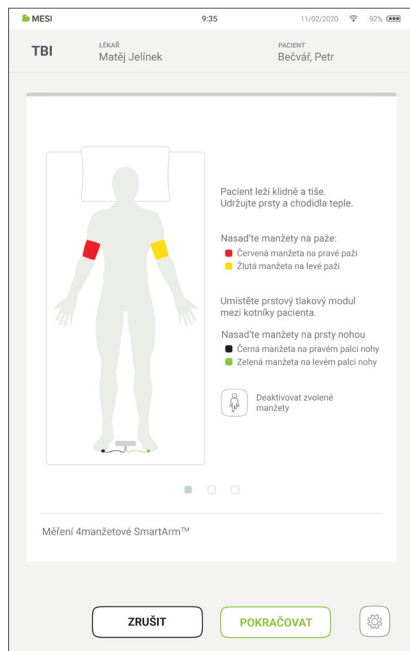 MESI
9:35
11/02/2020
92%
TBI
LÉKAŘ
Matěj Jelínek
PACIENT
Bečvář, Petr
Pacient leží klidně a tiše.
Udržujte prsty a chodidla teple.
Nasaďte manžety na paže:
Červená manžeta na pravé paži
Žlutá manžeta na levé paži
Umístěte prstový tlakový modul
mezi kotníky pacienta.
Nasaďte manžety na prsty nohou
Černá manžeta na pravém palci nohy
Zelená manžeta na levém palci nohy
Deaktivovat zvolené
manžety
Měření 4manžetové SmartArm™
ZRUŠIT
POKRAČOVAT